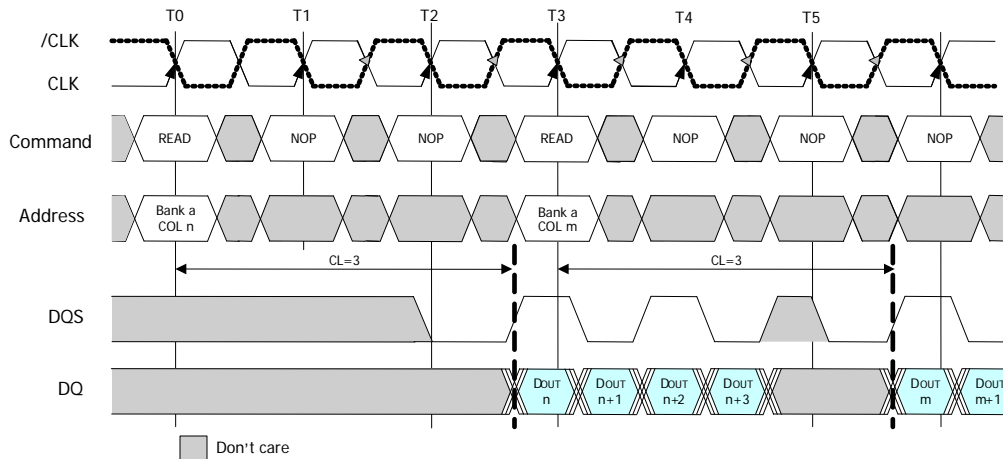 T0 T1 T2 T3 T4 T5
/CLK
CLK
Command READ NOP NOP READ NOP NOP NOP
Address Bank a COL n Bank a COL m
CL=3 CL=3
DQS
DQ DOUT n DOUT n+1 DOUT n+2 DOUT n+3 DOUT m DOUT m+1
Don't care